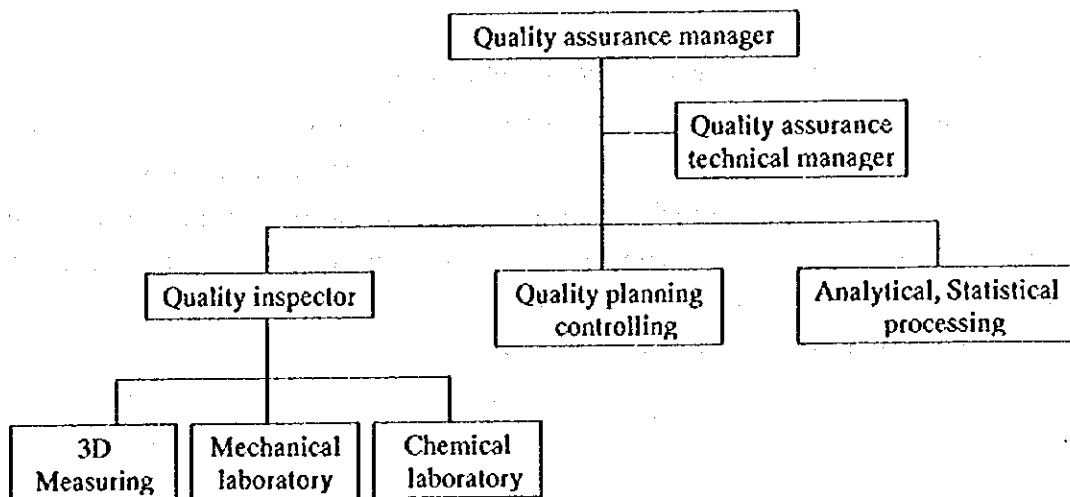 Quality assurance manager
Quality assurance
technical manager
Quality inspector
Quality planning
controlling
Analytical, Statistical
processing
3D
Measuring
Mechanical
laboratory
Chemical
laboratory